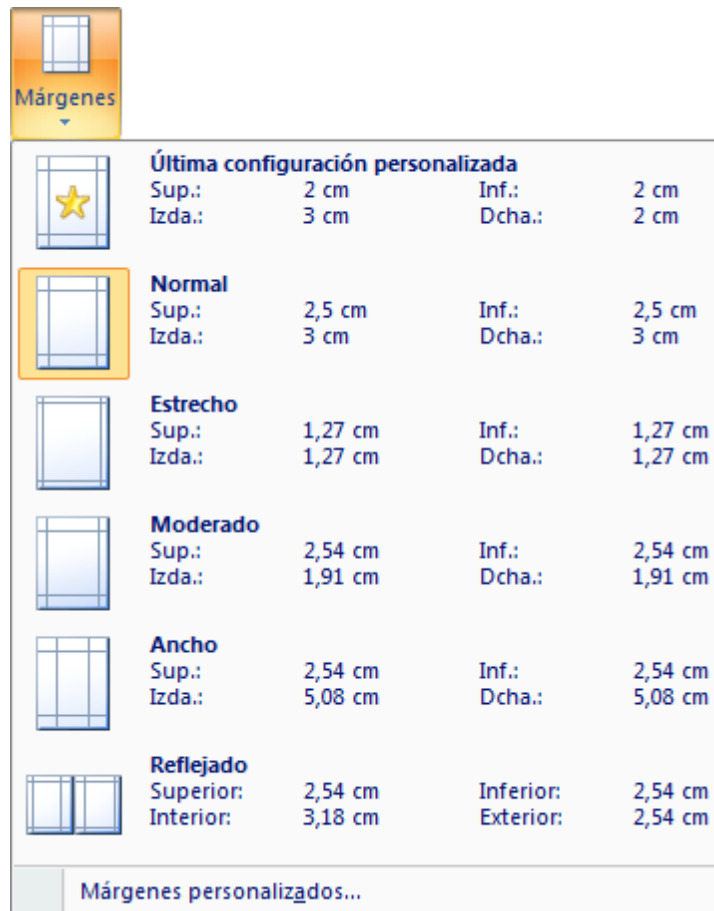 Márgenes
Última configuración personalizada
Sup.: 2 cm Inf.: 2 cm
Izda.: 3 cm Dcha.: 2 cm
Normal
Sup.: 2,5 cm Inf.: 2,5 cm
Izda.: 3 cm Dcha.: 3 cm
Estrecho
Sup.: 1,27 cm Inf.: 1,27 cm
Izda.: 1,27 cm Dcha.: 1,27 cm
Moderado
Sup.: 2,54 cm Inf.: 2,54 cm
Izda.: 1,91 cm Dcha.: 1,91 cm
Ancho
Sup.: 2,54 cm Inf.: 2,54 cm
Izda.: 5,08 cm Dcha.: 5,08 cm
Reflejado
Superior: 2,54 cm Inferior: 2,54 cm
Interior: 3,18 cm Exterior: 2,54 cm
Márgenes personalizados...